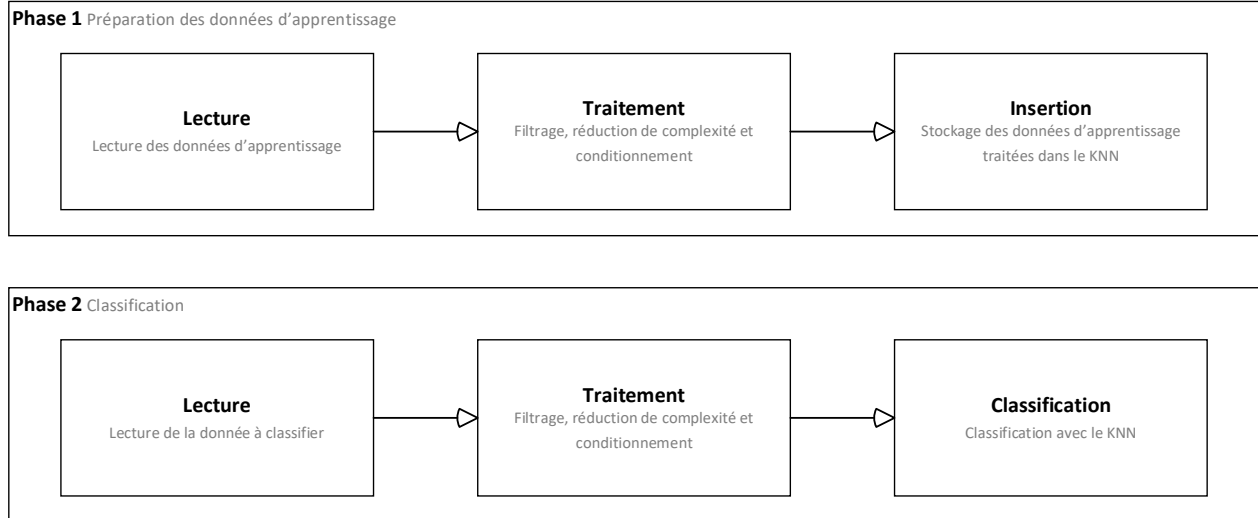 Phase 1 Préparation des données d’apprentissage
Lecture
Lecture des données d’apprentissage
Traitement
Filtrage, réduction de complexité et
conditionnement
Insertion
Stockage des données d’apprentissage
traitées dans le KNN
Phase 2 Classification
Lecture
Lecture de la donnée à classifier
Traitement
Filtrage, réduction de complexité et
conditionnement
Classification
Classification avec le KNN